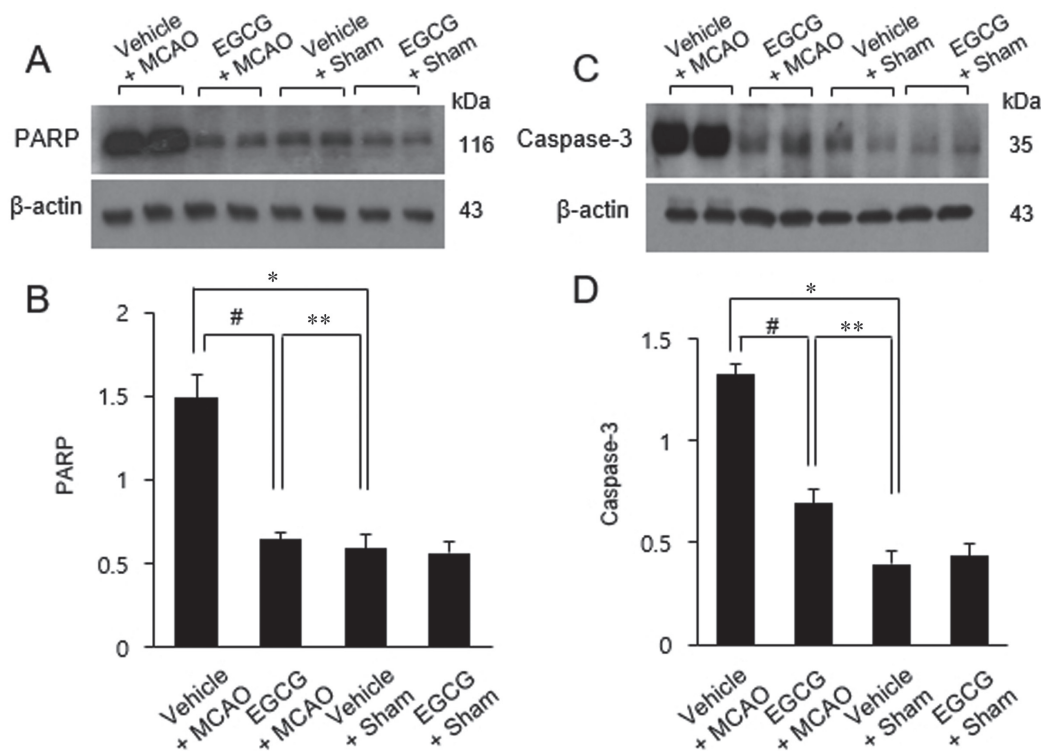 A
Vehicle
+ MCAO
EGCG
+ MCAO
Vehicle
+ Sham
EGCG
+ Sham
kDa
PARP
116
β-actin
43
B
PARP
2
1.5
1
0.5
0
*
#
**
Vehicle
+ MCAO
EGCG
+ MCAO
Vehicle
+ Sham
EGCG
+ Sham
C
Vehicle
+ MCAO
EGCG
+ MCAO
Vehicle
+ Sham
EGCG
+ Sham
kDa
Caspase-3
35
β-actin
43
D
Caspase-3
1.5
1
0.5
0
*
#
**
Vehicle
+ MCAO
EGCG
+ MCAO
Vehicle
+ Sham
EGCG
+ Sham